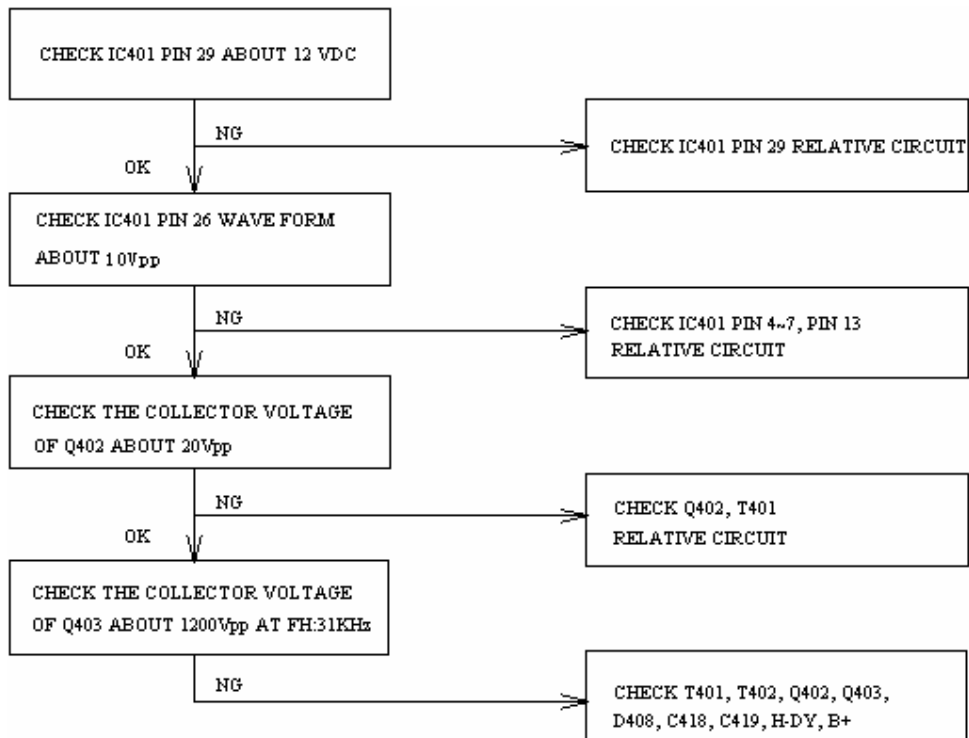 CHECK IC401 PIN 29 ABOUT 12 VDC
NG
CHECK IC401 PIN 29 RELATIVE CIRCUIT
OK
CHECK IC401 PIN 26 WAVE FORM
ABOUT 10Vpp
NG
CHECK IC401 PIN 4~7, PIN 13
RELATIVE CIRCUIT
OK
CHECK THE COLLECTOR VOLTAGE
OF Q402 ABOUT 20Vpp
NG
CHECK Q402, T401
RELATIVE CIRCUIT
OK
CHECK THE COLLECTOR VOLTAGE
OF Q403 ABOUT 1200Vpp AT FH:31KHz
NG
CHECK T401, T402, Q402, Q403,
D408, C418, C419, H-DY, B+